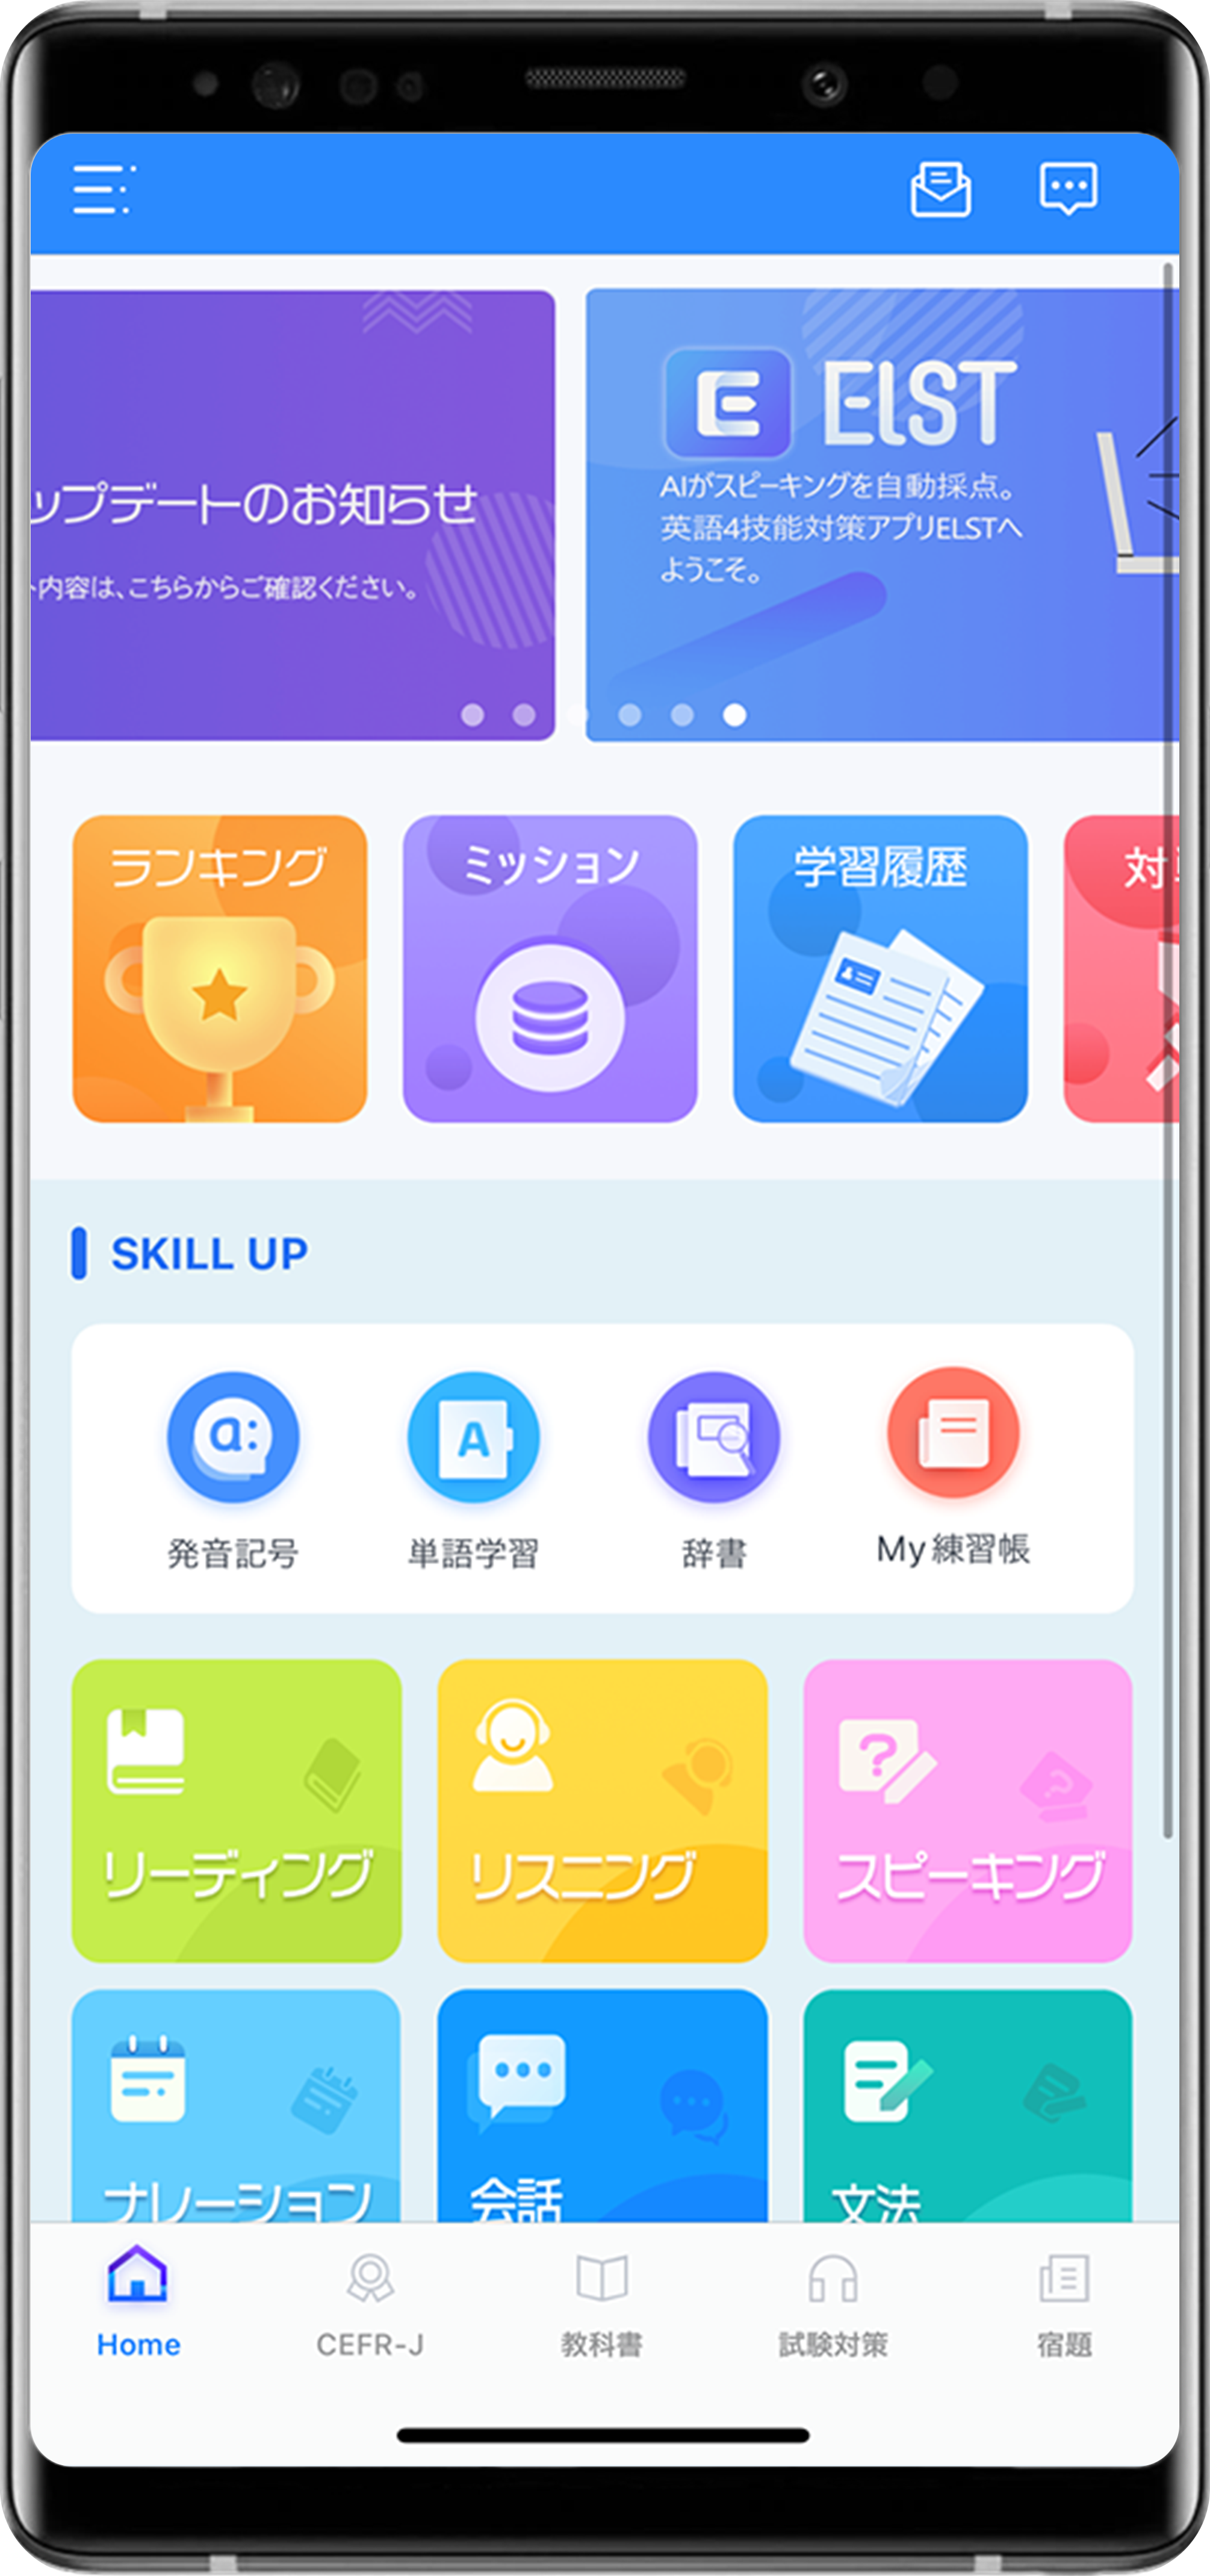 ップデートのお知らせ
ト内容は、こちらからご確認ください。
E ElST
AIがスピーキングを自動採点。
英語4技能対策アプリELSTへ
ようこそ。
ランキング
ミッション
学習履歴
対
SKILL UP
a:
A
発音記号
単語学習
辞書
My 練習帳
?
リーディング
リスニング
スピーキング
ナレーション
会話
文法
Home
CEFR-J
教科書
試験対策
宿題